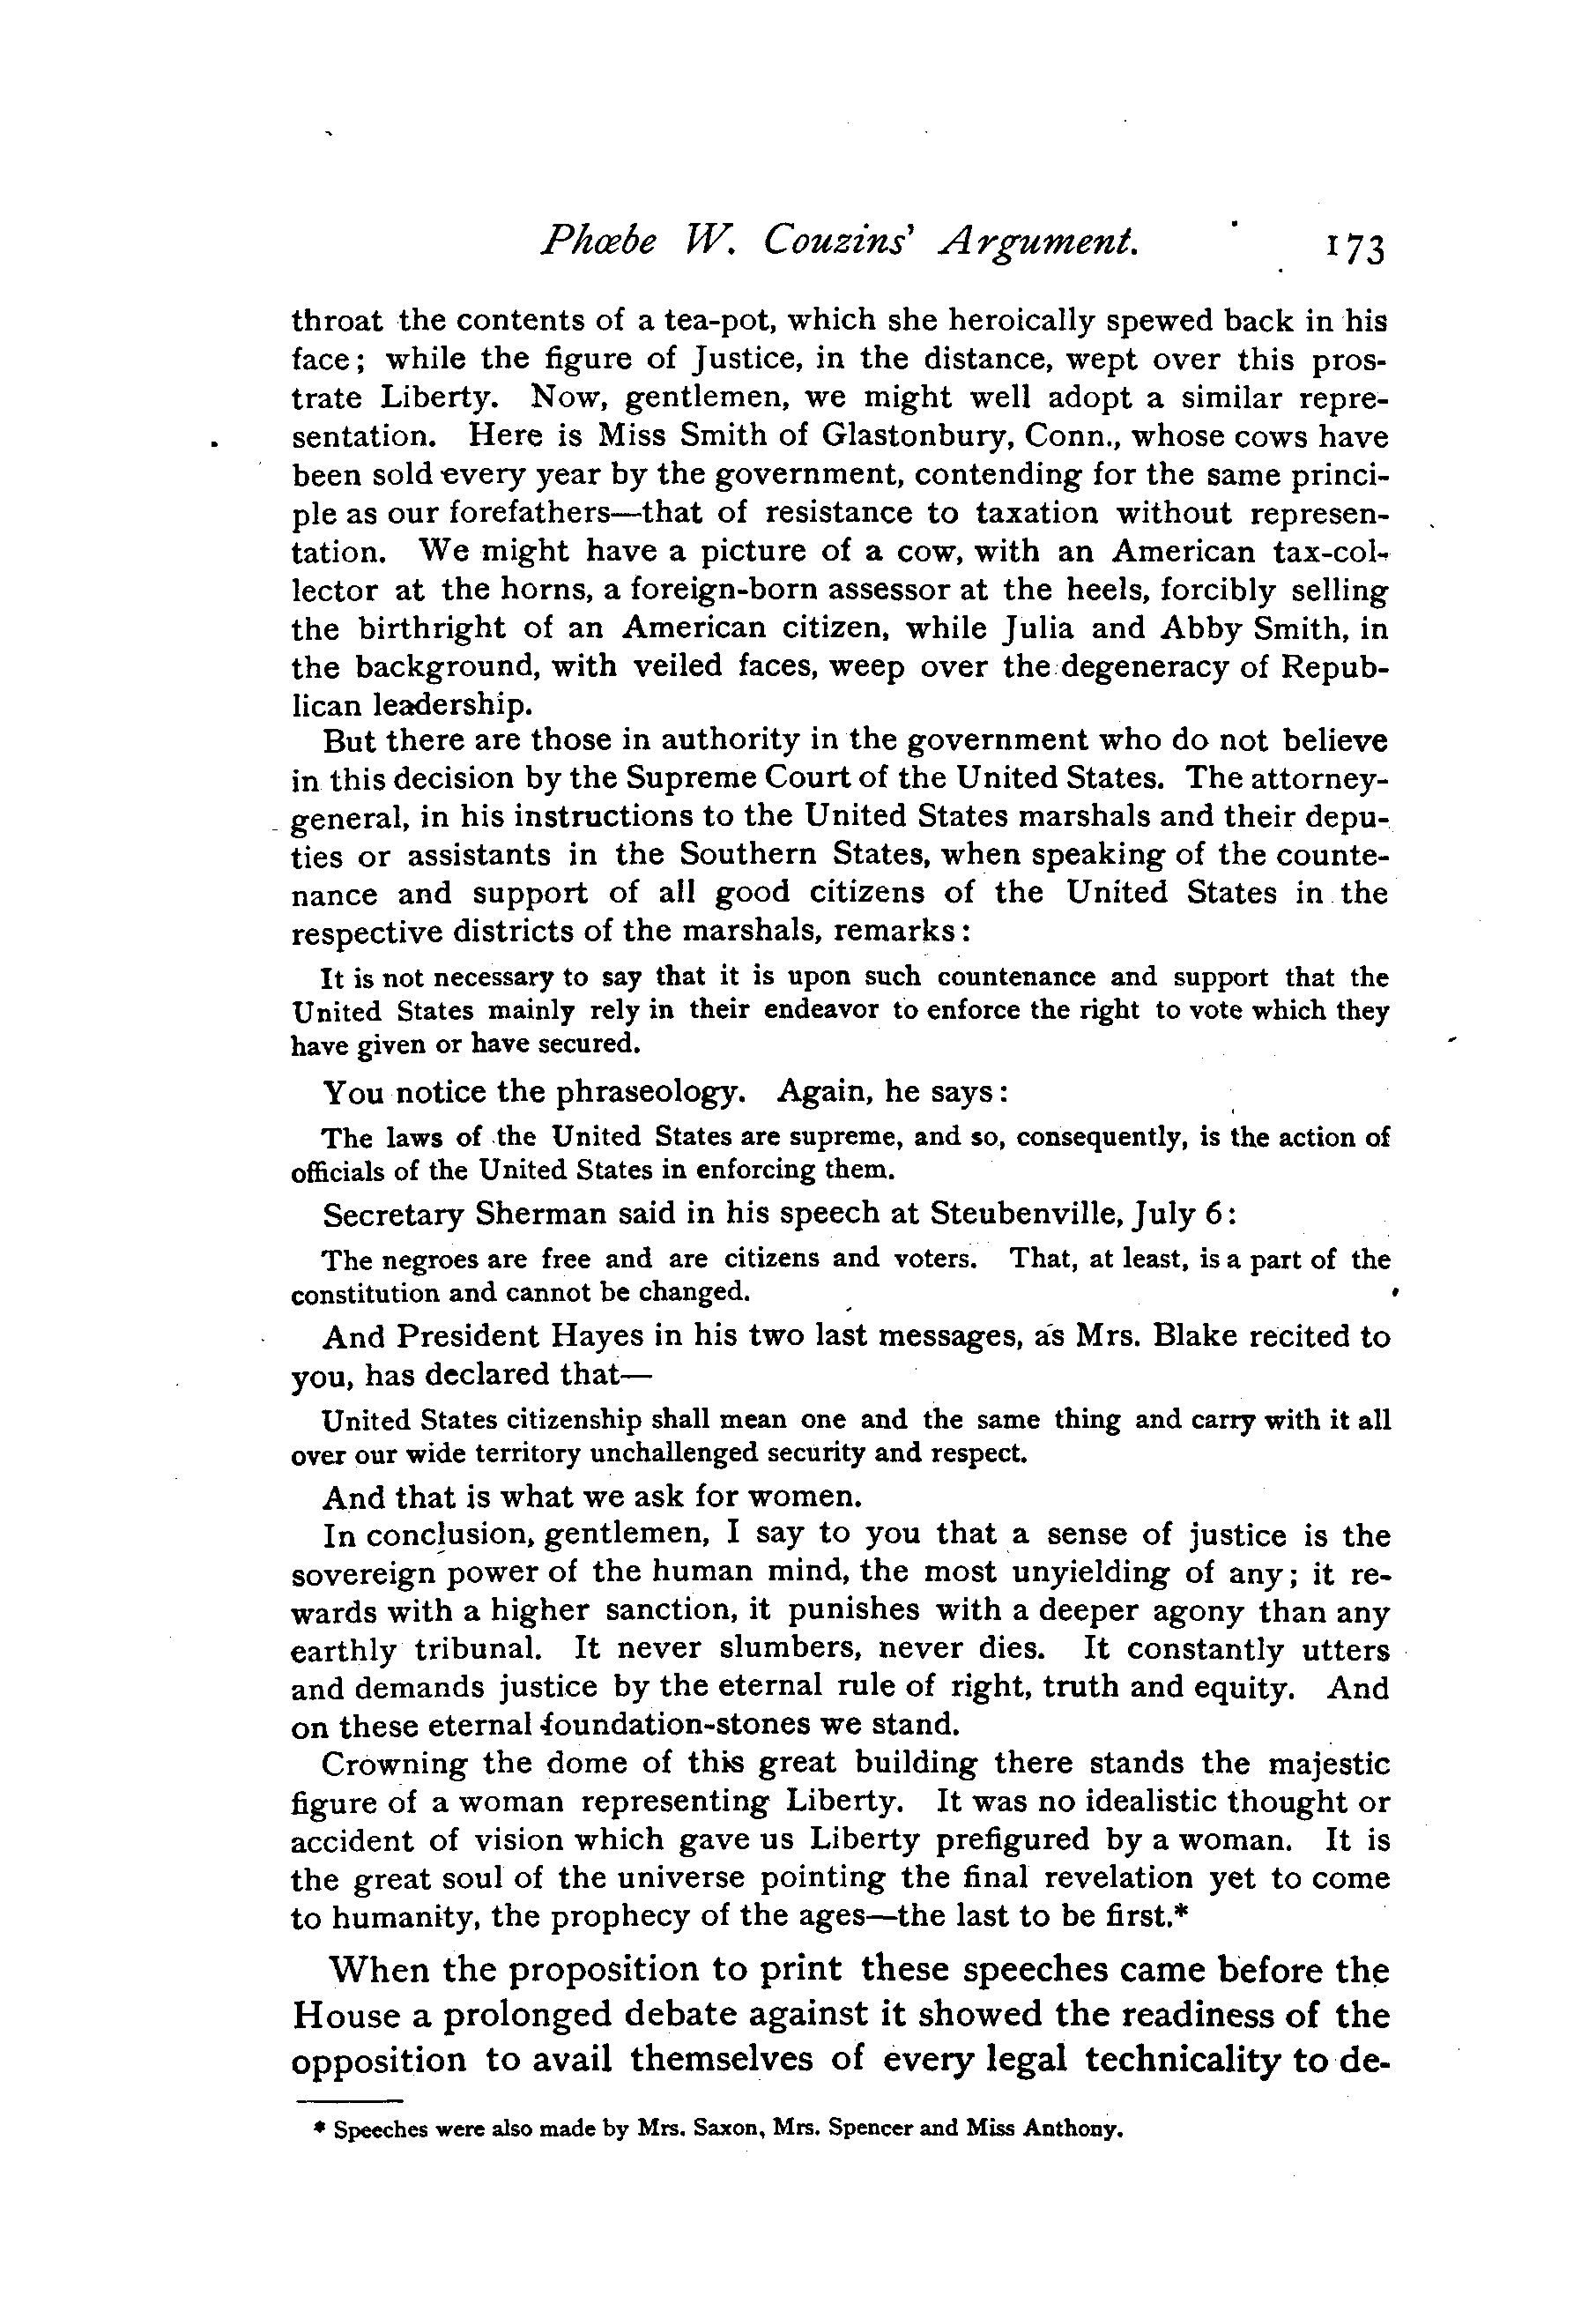 Phœbe W. Couzins' Argument. 173
throat the contents of a tea-pot, which she heroically spewed back in his
face; while the figure of Justice, in the distance, wept over this pros-
trate Liberty. Now, gentlemen, we might well adopt a similar repre-
sentation. Here is Miss Smith of Glastonbury, Conn., whose cows have
been sold every year by the government, contending for the same princi-
ple as our forefathers—that of resistance to taxation without represen-
tation. We might have a picture of a cow, with an American tax-col-
lector at the horns, a foreign-born assessor at the heels, forcibly selling
the birthright of an American citizen, while Julia and Abby Smith, in
the background, with veiled faces, weep over the degeneracy of Repub-
lican leadership.
But there are those in authority in the government who do not believe
in this decision by the Supreme Court of the United States. The attorney-
general, in his instructions to the United States marshals and their depu-
ties or assistants in the Southern States, when speaking of the counte-
nance and support of all good citizens of the United States in the
respective districts of the marshals, remarks:
It is not necessary to say that it is upon such countenance and support that the
United States mainly rely in their endeavor to enforce the right to vote which they
have given or have secured.
You notice the phraseology. Again, he says:
The laws of the United States are supreme, and so, consequently, is the action of
officials of the United States in enforcing them.
Secretary Sherman said in his speech at Steubenville, July 6:
The negroes are free and are citizens and voters. That, at least, is a part of the
constitution and cannot be changed.
And President Hayes in his two last messages, as Mrs. Blake recited to
you, has declared that—
United States citizenship shall mean one and the same thing and carry with it all
over our wide territory unchallenged security and respect.
And that is what we ask for women.
In conclusion, gentlemen, I say to you that a sense of justice is the
sovereign power of the human mind, the most unyielding of any; it re-
wards with a higher sanction, it punishes with a deeper agony than any
earthly tribunal. It never slumbers, never dies. It constantly utters
and demands justice by the eternal rule of right, truth and equity. And
on these eternal foundation-stones we stand.
Crowning the dome of this great building there stands the majestic
figure of a woman representing Liberty. It was no idealistic thought or
accident of vision which gave us Liberty prefigured by a woman. It is
the great soul of the universe pointing the final revelation yet to come
to humanity, the prophecy of the ages—the last to be first.*
When the proposition to print these speeches came before the
House a prolonged debate against it showed the readiness of the
opposition to avail themselves of every legal technicality to de-
* Speeches were also made by Mrs. Saxon, Mrs. Spencer and Miss Anthony.